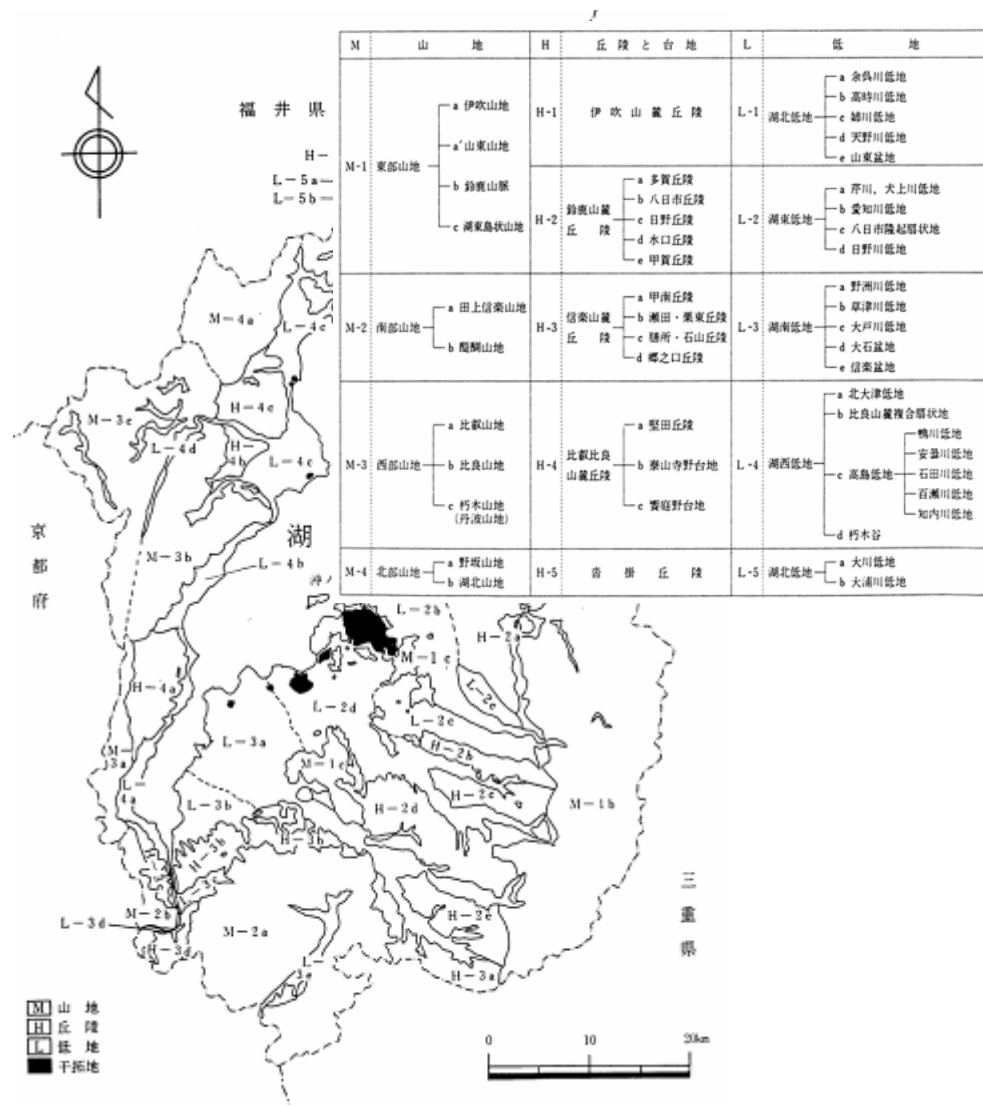 M 山地 H 丘陵と台地 L 低地
M-1 東部山地
a 伊吹山地
a' 山東山地
b 鈴鹿山脈
c 湖東島状山地
H-1 伊吹山麓丘陵
L-1 湖北低地
a 余呉川低地
b 高時川低地
c 姉川低地
d 天野川低地
e 山東盆地
H-2 鈴鹿山麓丘陵
a 多賀丘陵
b 八日市丘陵
c 日野丘陵
d 水口丘陵
e 甲賀丘陵
L-2 湖東低地
a 芹川，犬上川低地
b 愛知川低地
c 八日市隆起扇状地
d 日野川低地
M-2 南部山地
a 田上信楽山地
b 醍醐山地
H-3 信楽山麓丘陵
a 甲南丘陵
b 瀬田・栗東丘陵
c 膳所・石山丘陵
d 郷之口丘陵
L-3 湖南低地
a 野洲川低地
b 草津川低地
c 大戸川低地
d 大石盆地
e 信楽盆地
M-3 西部山地
a 比叡山地
b 比良山地
c 朽木山地
(丹波山地)
H-4 比叡比良山麓丘陵
a 堅田丘陵
b 泰山寺野台地
c 饗庭野台地
L-4 湖西低地
a 北大津低地
b 比良山麓複合扇状地
c 高島低地
鴨川低地
安曇川低地
石田川低地
百瀬川低地
知内川低地
d 朽木谷
M-4 北部山地
a 野坂山地
b 湖北山地
H-5 沓掛丘陵
L-5 湖北低地
a 大川低地
b 大浦川低地
福井県
H-
L-5a
L-5b
M-4a
L-4c
M-3c
H-4c
L-4d
H-4b
L-4c
京都府
湖
M-3b
L-4b
沖
L-2b
H-2a
M-1c
H-4a
L-2c
L-2d
L-2c
L-3a
H-2b
M-3a
M-1c
H-2c
M-1b
L-4a
L-3b
H-2d
H-3b
H-3b
三重県
M-2b
L-3d
M-2a
H-2e
H-3d
L-3e
H-3a
M 山地
H 丘陵
L 低地
干拓地
0 10 20km